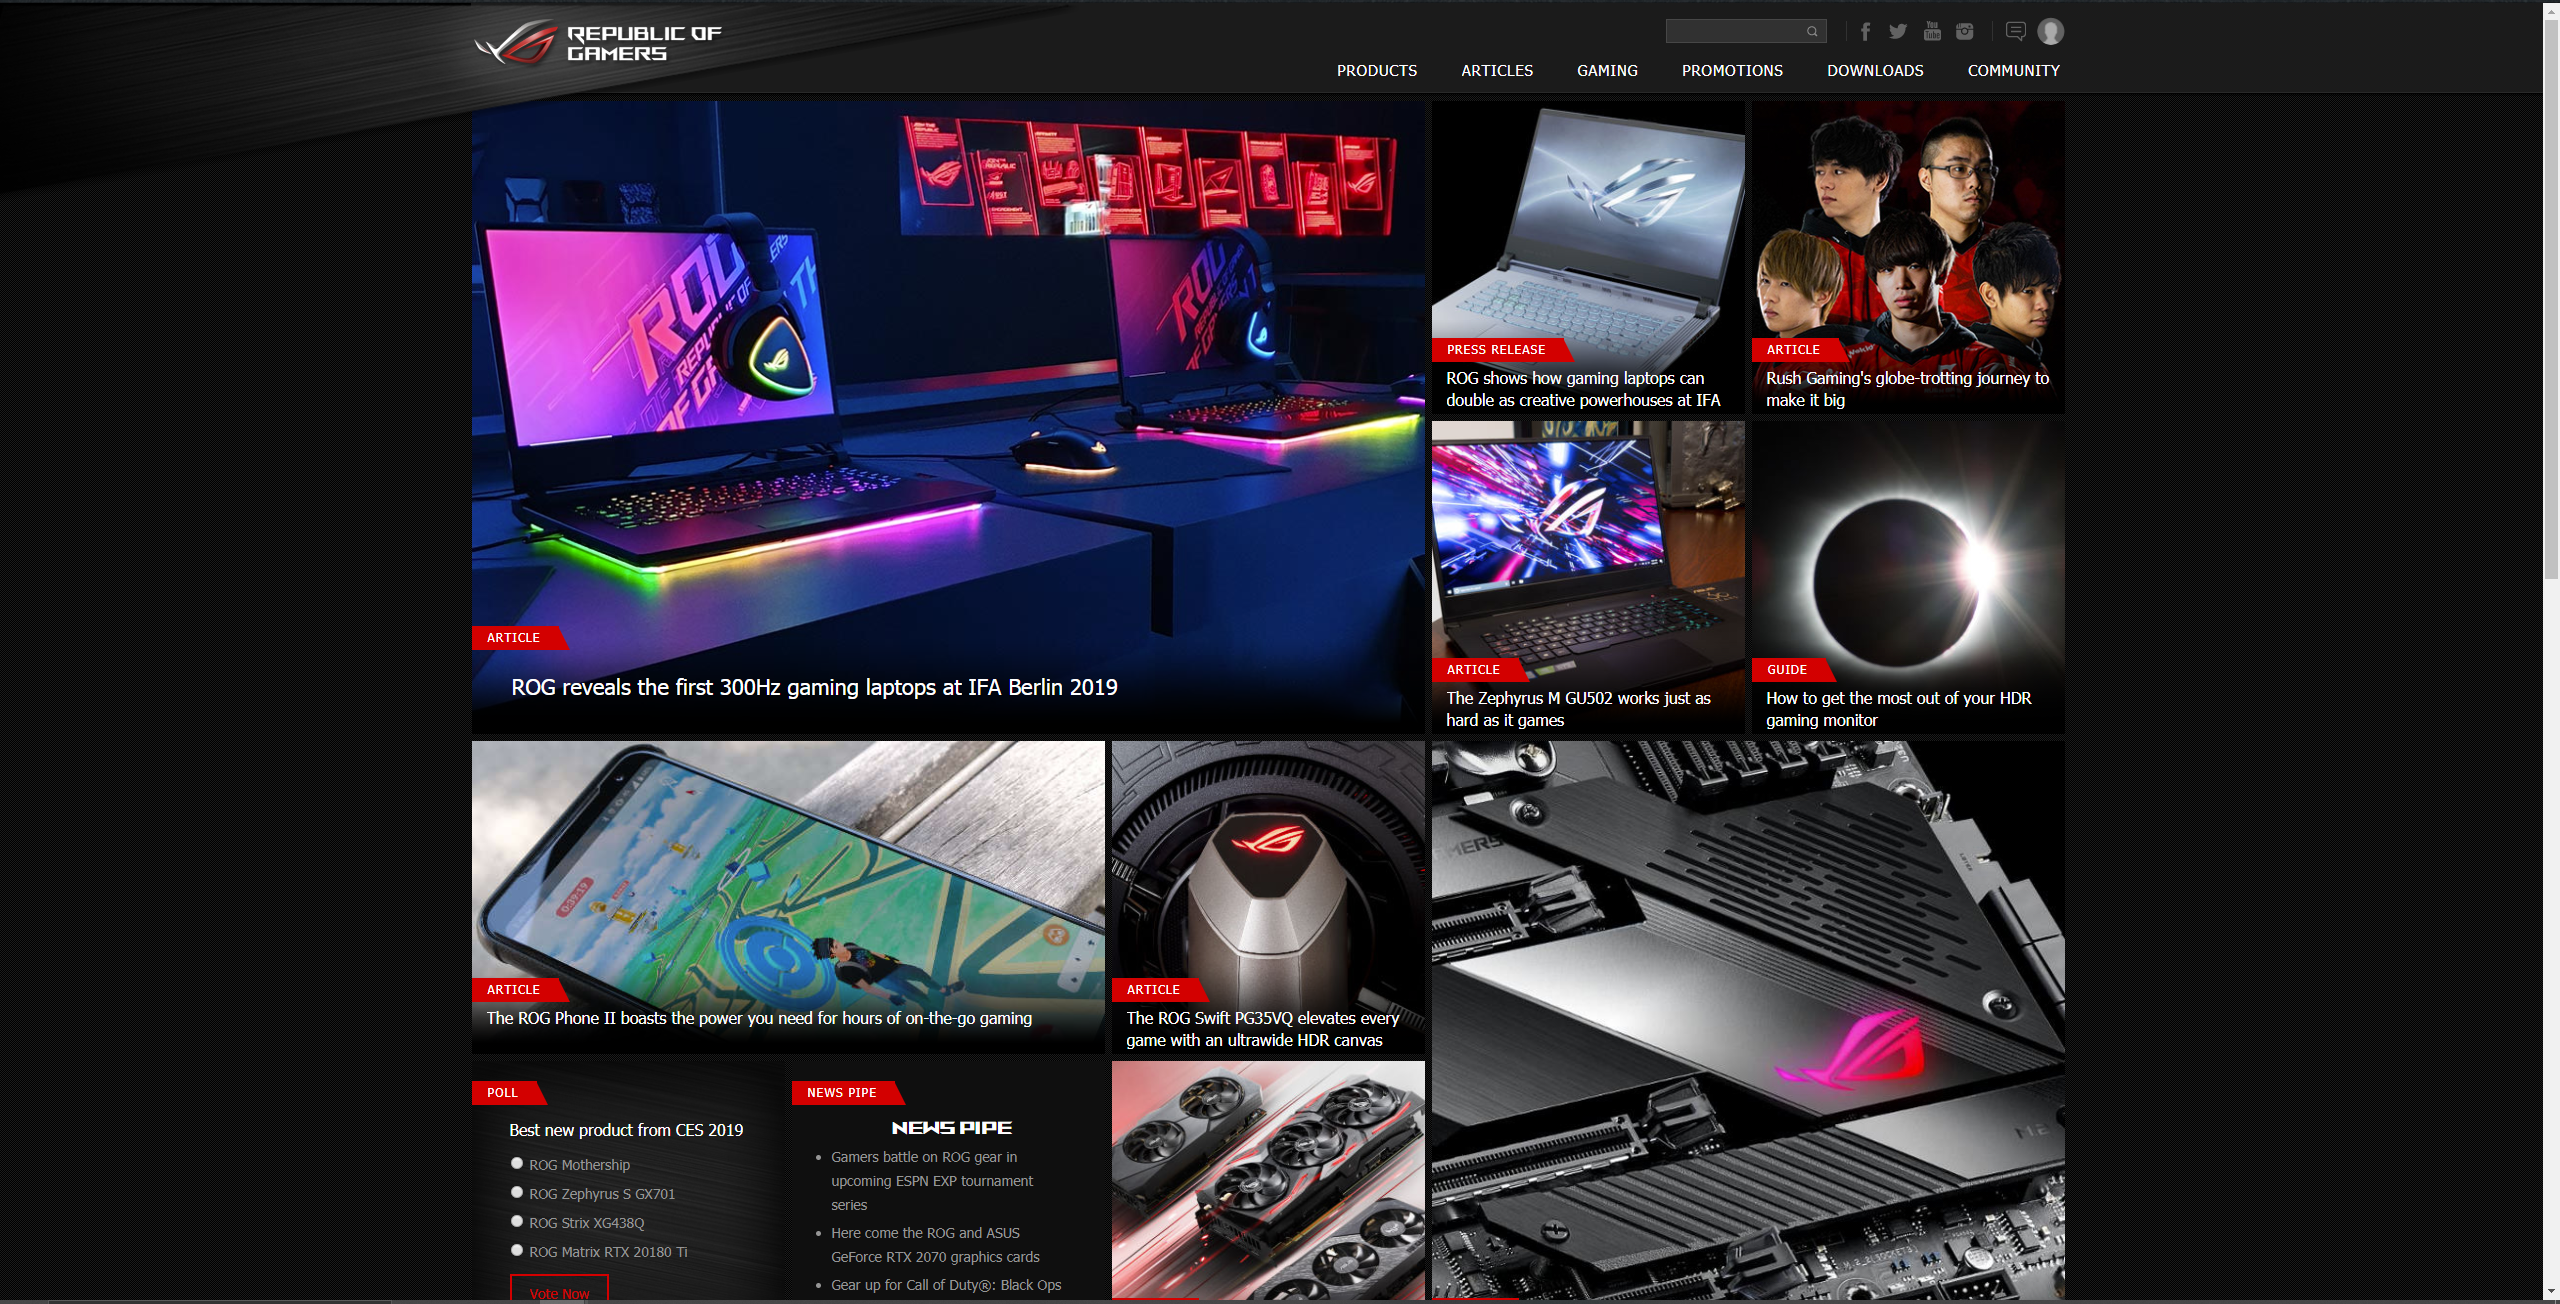 REPUBLIC OF
GAMERS
PRODUCTS
ARTICLES
GAMING
PROMOTIONS
DOWNLOADS
COMMUNITY
ARTICLE
ROG reveals the first 300Hz gaming laptops at IFA Berlin 2019
PRESS RELEASE
ROG shows how gaming laptops can
double as creative powerhouses at IFA
ARTICLE
Rush Gaming's globe-trotting journey to
make it big
ARTICLE
The Zephyrus M GU502 works just as
hard as it games
GUIDE
How to get the most out of your HDR
gaming monitor
ARTICLE
The ROG Phone II boasts the power you need for hours of on-the-go gaming
ARTICLE
The ROG Swift PG35VQ elevates every
game with an ultrawide HDR canvas
POLL
Best new product from CES 2019
ROG Mothership
ROG Zephyrus S GX701
ROG Strix XG438Q
ROG Matrix RTX 20180 Ti
Vote Now
NEWS PIPE
NEWS PIPE
Gamers battle on ROG gear in
upcoming ESPN EXP tournament
series
Here come the ROG and ASUS
GeForce RTX 2070 graphics cards
Gear up for Call of Duty®: Black Ops